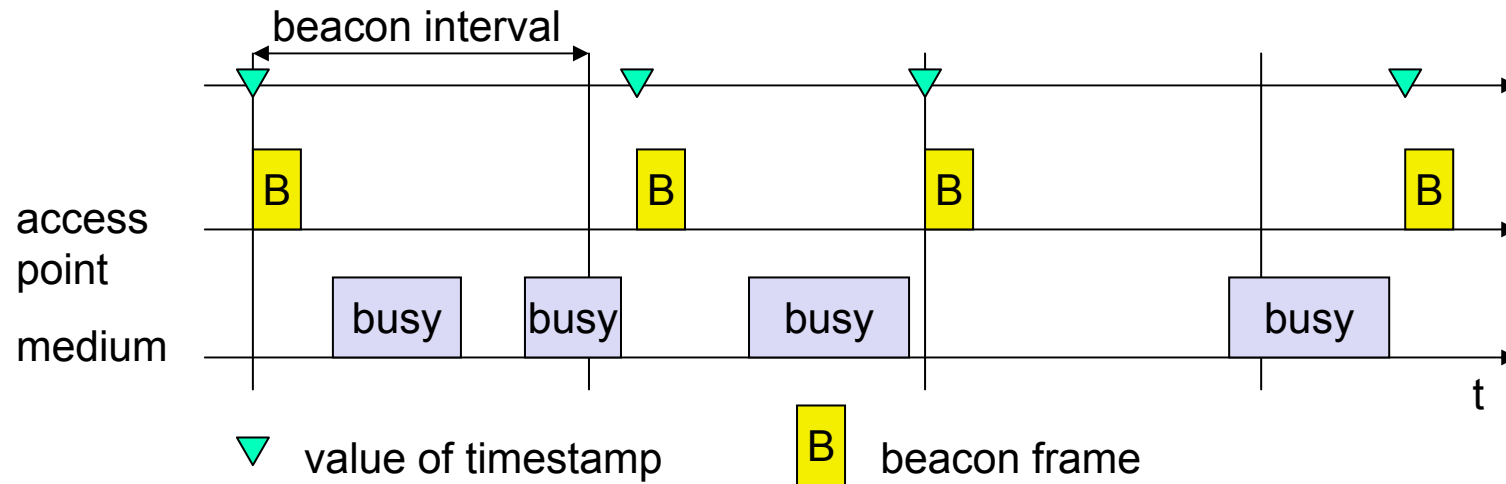 beacon interval
B B B B
access
point
busy busy busy busy
medium
t
value of timestamp B beacon frame